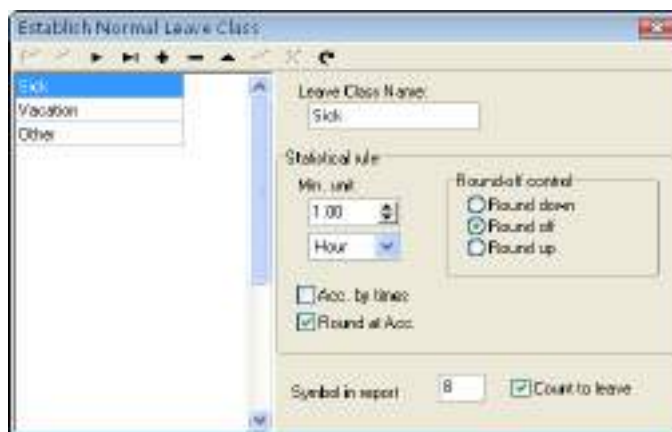 Establish Normal Leave Class
Sick
Vacation
Other
Leave Class Name:
Sick
Statistical rule
Min. unit
1.00
Hour
Round-off control
Round down
Round off
Round up
Acc. by times
Round at Acc.
Symbol in report
Count to leave